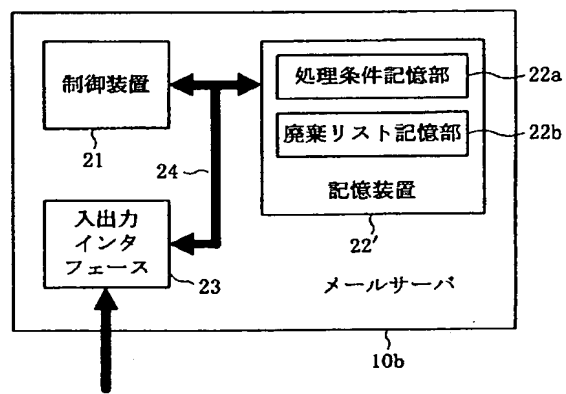 制御装置
21
24
処理条件記憶部
22a
廃棄リスト記憶部
22b
記憶装置
22'
入出力
インタ
フェース
23
メールサーバ
10b